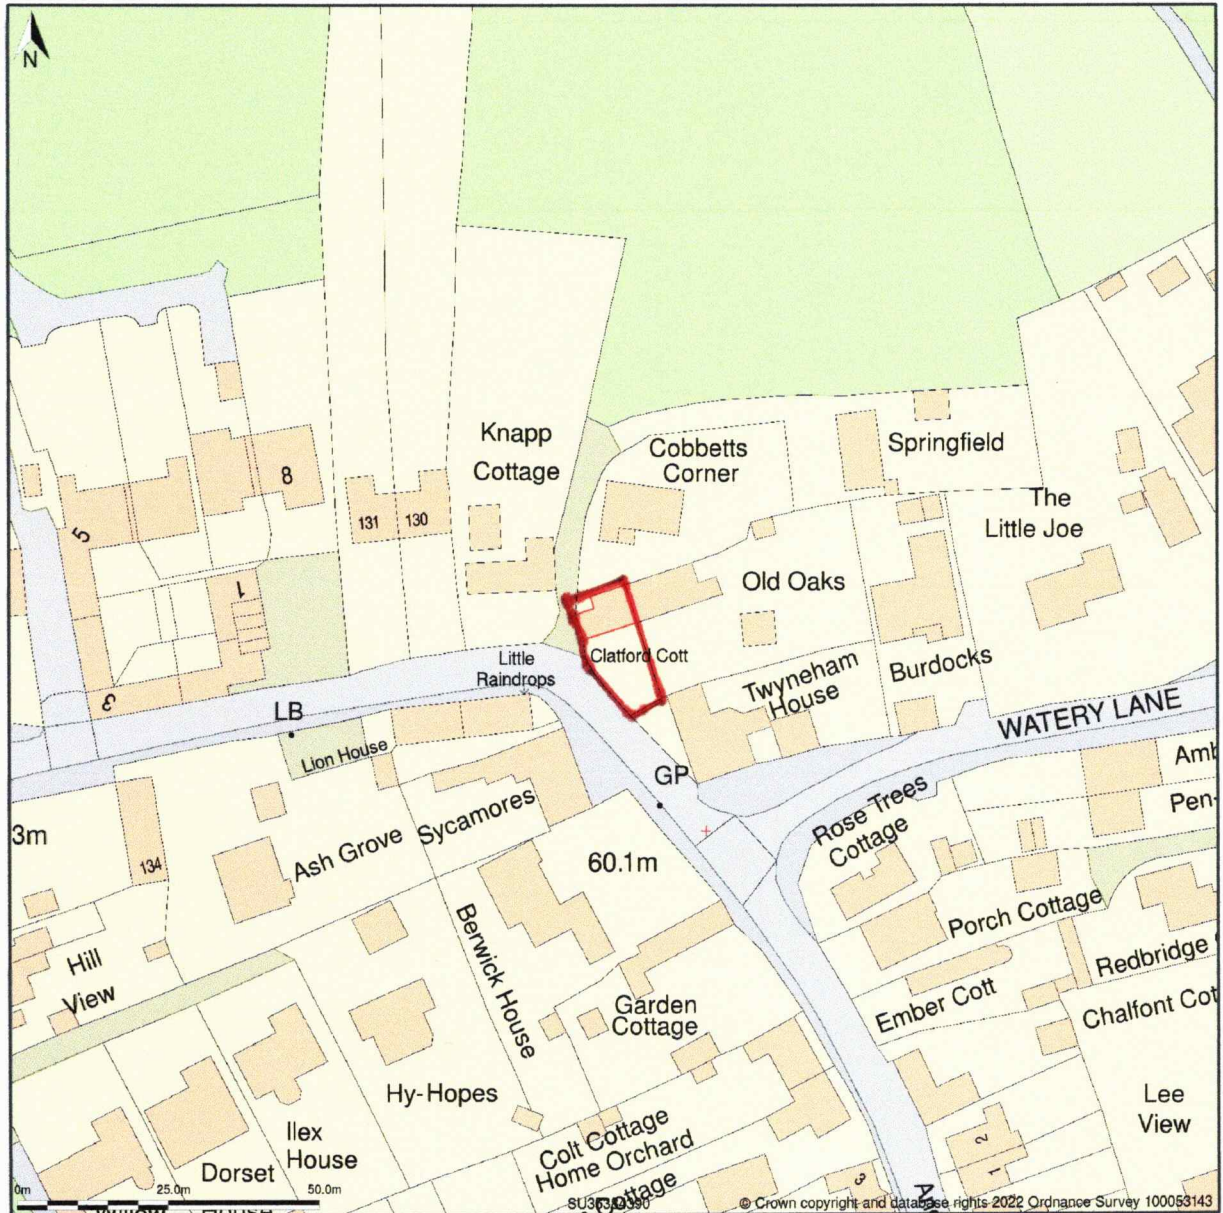 N
Knapp
Cottage
Cobbetts
Corner
Springfield
8
131
130
The
Little Joe
5
1
Old Oaks
Little
Raindrops
Clatford Cott
Burdocks
Twyneham
House
3
LB
WATERY LANE
Lion House
GP
Amb
Pen-
Rose Trees
Cottage
3m
134
Ash Grove
Sycamores
60.1m
Porch Cottage
Berwick House
Hill
View
Redbridge
Ember Cott
Garden
Cottage
Chalfont Cot
Hy-Hopes
Lee
View
Ilex
House
Colt Cottage
Home Orchard
Cottage
2
1
3
Dorset
House
0m
25.0m
50.0m
© Crown copyright and database rights 2022 Ordnance Survey 100053143